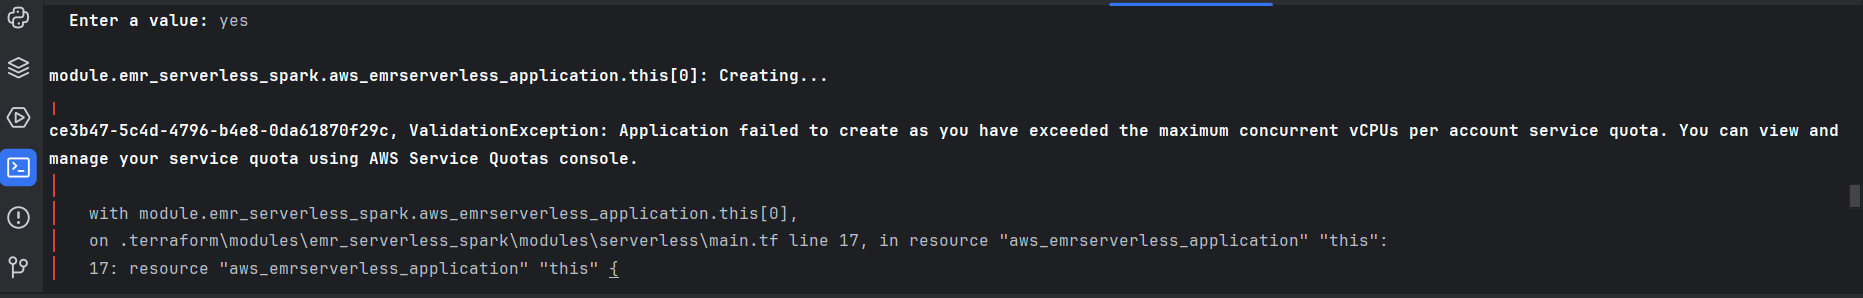 Enter a value: yes
module.emr_serverless_spark.aws_emrserverless_application.this[0]: Creating...
ce3b47-5c4d-4796-b4e8-0da61870f29c, ValidationException: Application failed to create as you have exceeded the maximum concurrent vCPUs per account service quota. You can view and
manage your service quota using AWS Service Quotas console.
with module.emr_serverless_spark.aws_emrserverless_application.this[0],
on .terraform\modules\emr_serverless_spark\modules\serverless\main.tf line 17, in resource "aws_emrserverless_application" "this":
17: resource "aws_emrserverless_application" "this" {